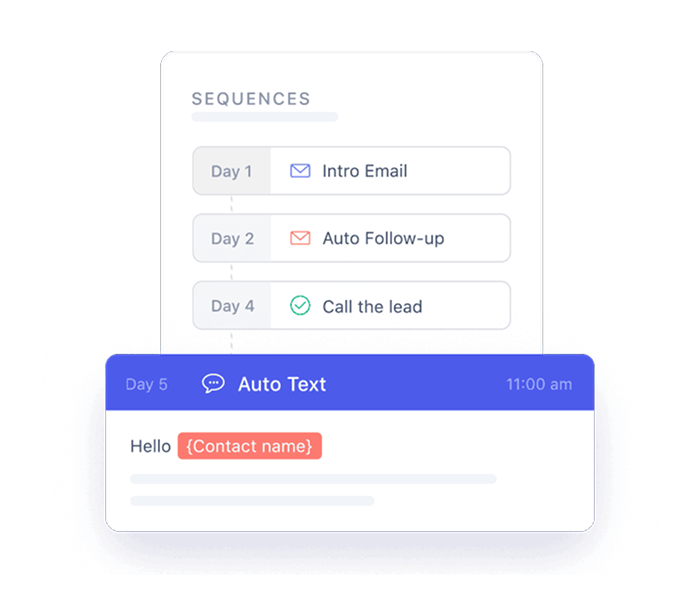 SEQUENCES
Day 1 Intro Email
Day 2 Auto Follow-up
Day 4 Call the lead
Day 5 Auto Text 11:00 am
Hello {Contact name}